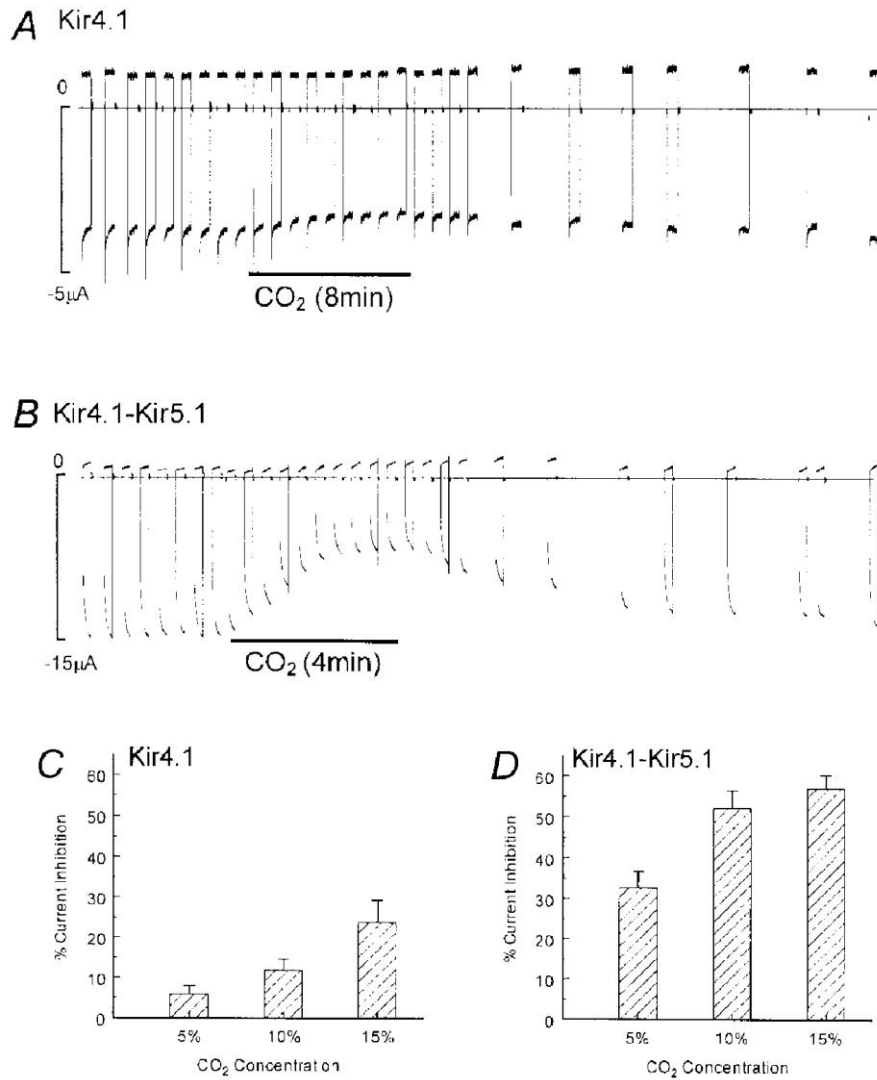 A Kir4.1
0
-5μA
CO₂ (8min)
B Kir4.1-Kir5.1
0
-15μA
CO₂ (4min)
C Kir4.1
% Current Inhibition
60
50
40
30
20
10
0
5% 10% 15%
CO₂ Concentration
D Kir4.1-Kir5.1
% Current Inhibition
60
50
40
30
20
10
0
5% 10% 15%
CO₂ Concentration